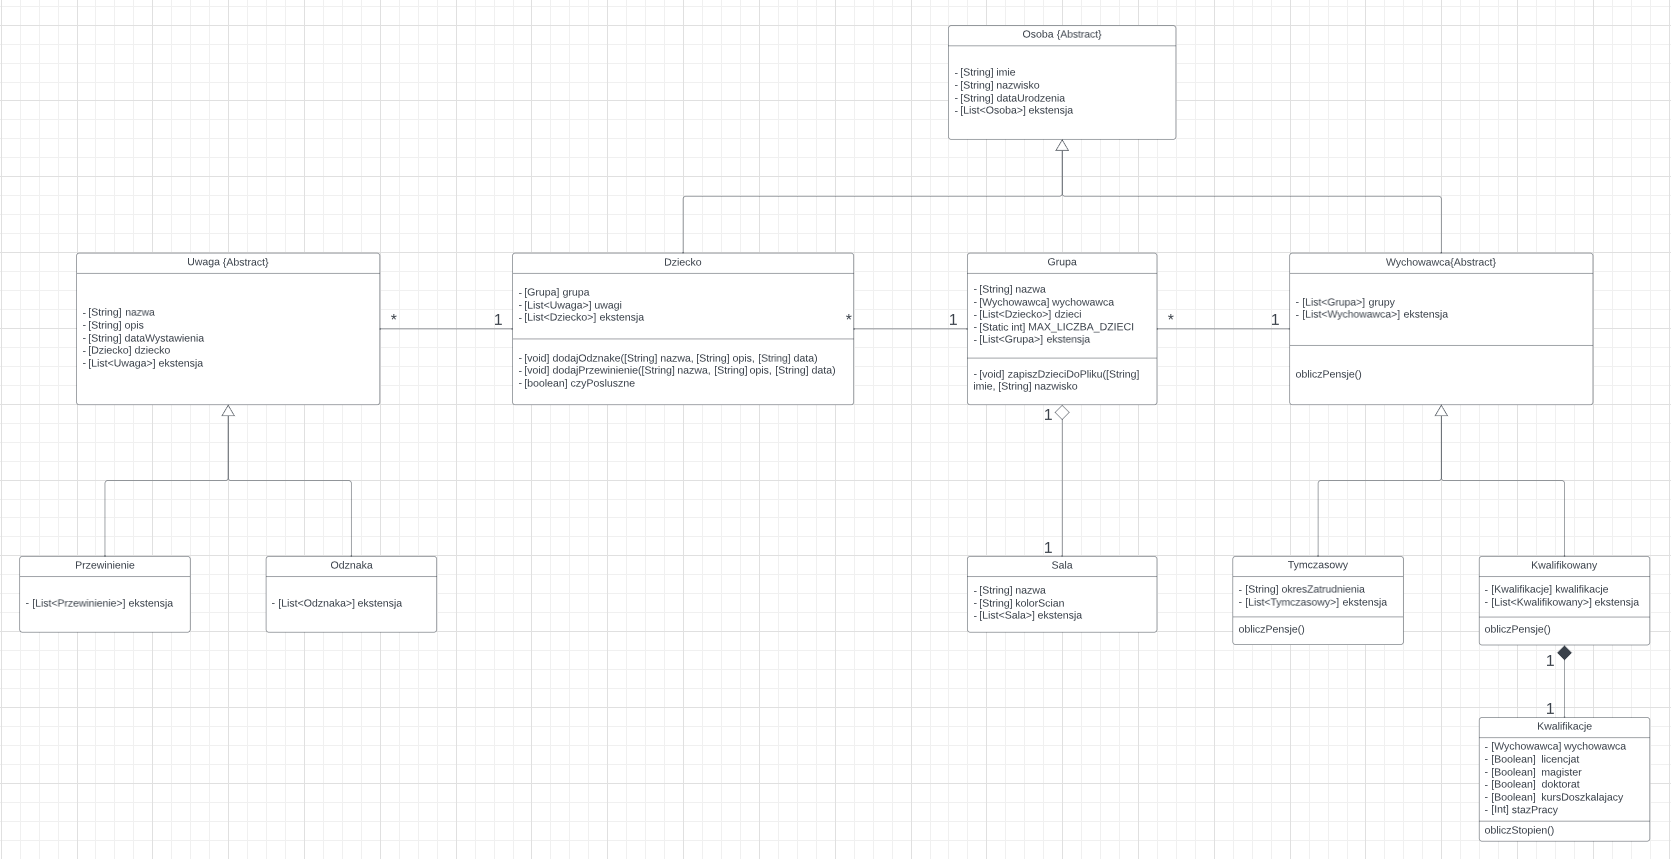 Osoba {Abstract}
- [String] imie
- [String] nazwisko
- [String] dataUrodzenia
- [List<Osoba>] ekstensja
Uwaga {Abstract}
- [String] nazwa
- [String] opis
- [String] dataWystawienia
- [Dziecko] dziecko
- [List<Uwaga>] ekstensja
*
1
Dziecko
- [Grupa] grupa
- [List<Uwaga>] uwagi
- [List<Dziecko>] ekstensja
- [void] dodajOdznake([String] nazwa, [String] opis, [String] data)
- [void] dodajPrzewinienie([String] nazwa, [String] opis, [String] data)
- [boolean] czyPosluszne
*
1
Grupa
- [String] nazwa
- [Wychowawca] wychowawca
- [List<Dziecko>] dzieci
- [Static int] MAX_LICZBA_DZIECI
- [List<Grupa>] ekstensja
- [void] zapiszDzieciDoPliku([String]
imie, [String] nazwisko
*
1
Wychowawca{Abstract}
- [List<Grupa>] grupy
- [List<Wychowawca>] ekstensja
obliczPensje()
1
1
Przewinienie
- [List<Przewinienie>] ekstensja
Odznaka
- [List<Odznaka>] ekstensja
Sala
- [String] nazwa
- [String] kolorScian
- [List<Sala>] ekstensja
Tymczasowy
- [String] okresZatrudnienia
- [List<Tymczasowy>] ekstensja
obliczPensje()
Kwalifikowany
- [Kwalifikacje] kwalifikacje
- [List<Kwalifikowany>] ekstensja
obliczPensje()
1
1
Kwalifikacje
- [Wychowawca] wychowawca
- [Boolean] licencjat
- [Boolean] magister
- [Boolean] doktorat
- [Boolean] kursDoszkalajacy
- [Int] stazPracy
obliczStopien()